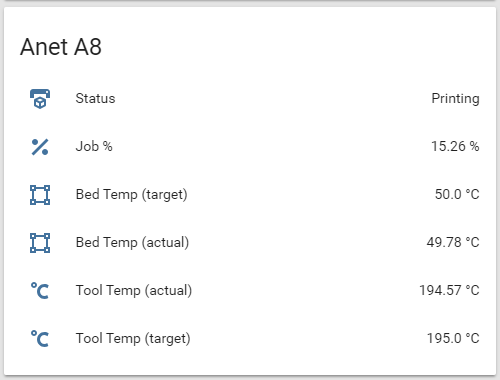 Anet A8
Status Printing
Job % 15.26 %
Bed Temp (target) 50.0 °C
Bed Temp (actual) 49.78 °C
Tool Temp (actual) 194.57 °C
Tool Temp (target) 195.0 °C